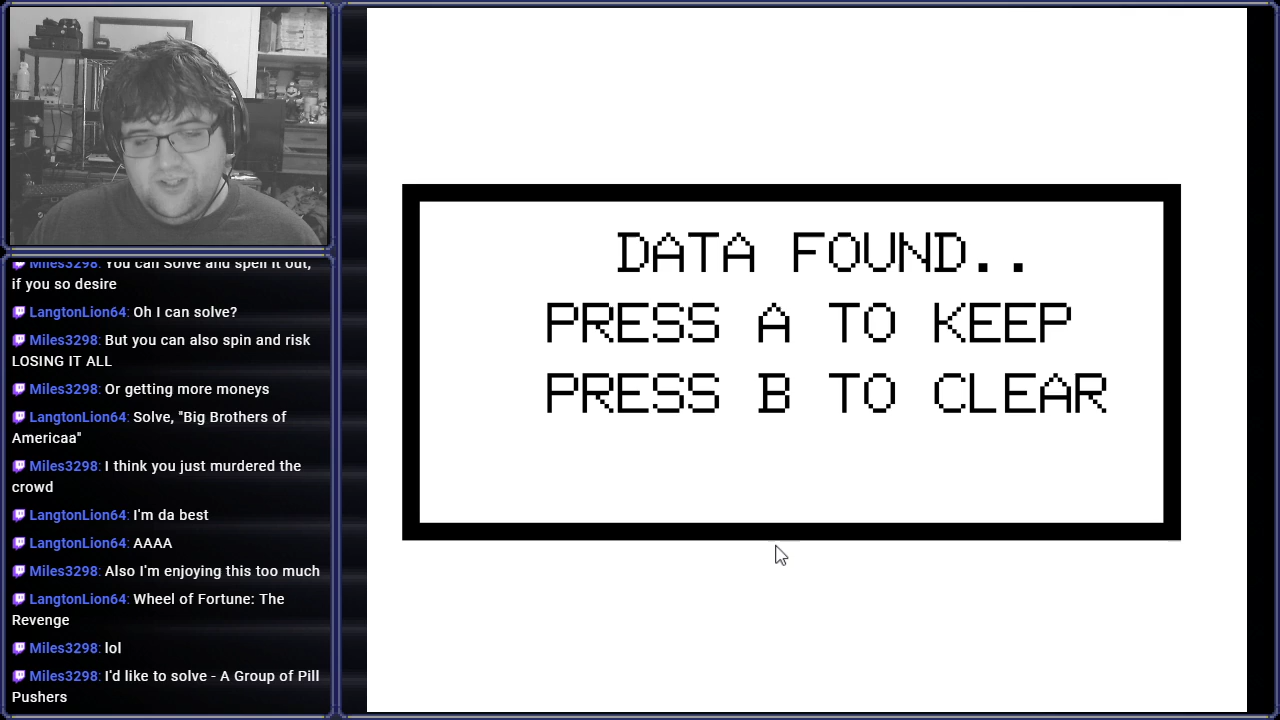 Miles3298: You can Solve and spell it out,
if you so desire
LangtonLion64: Oh I can solve?
Miles3298: But you can also spin and risk
LOSING IT ALL
Miles3298: Or getting more moneys
LangtonLion64: Solve, "Big Brothers of
Americaa"
Miles3298: I think you just murdered the
crowd
LangtonLion64: I'm da best
LangtonLion64: AAAA
Miles3298: Also I'm enjoying this too much
LangtonLion64: Wheel of Fortune: The
Revenge
Miles3298: lol
Miles3298: I'd like to solve - A Group of Pill
Pushers
DATA FOUND..
PRESS A TO KEEP
PRESS B TO CLEAR